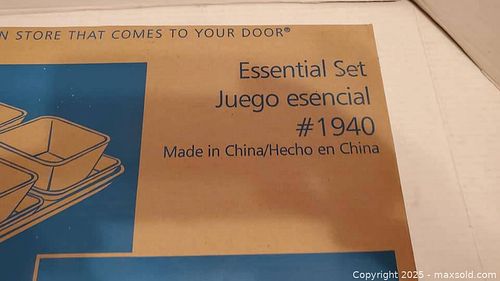 N STORE THAT COMES TO YOUR DOOR®
Essential Set
Juego esencial
#1940
Made in China/Hecho en China
Copyright 2025 - maxsold.com